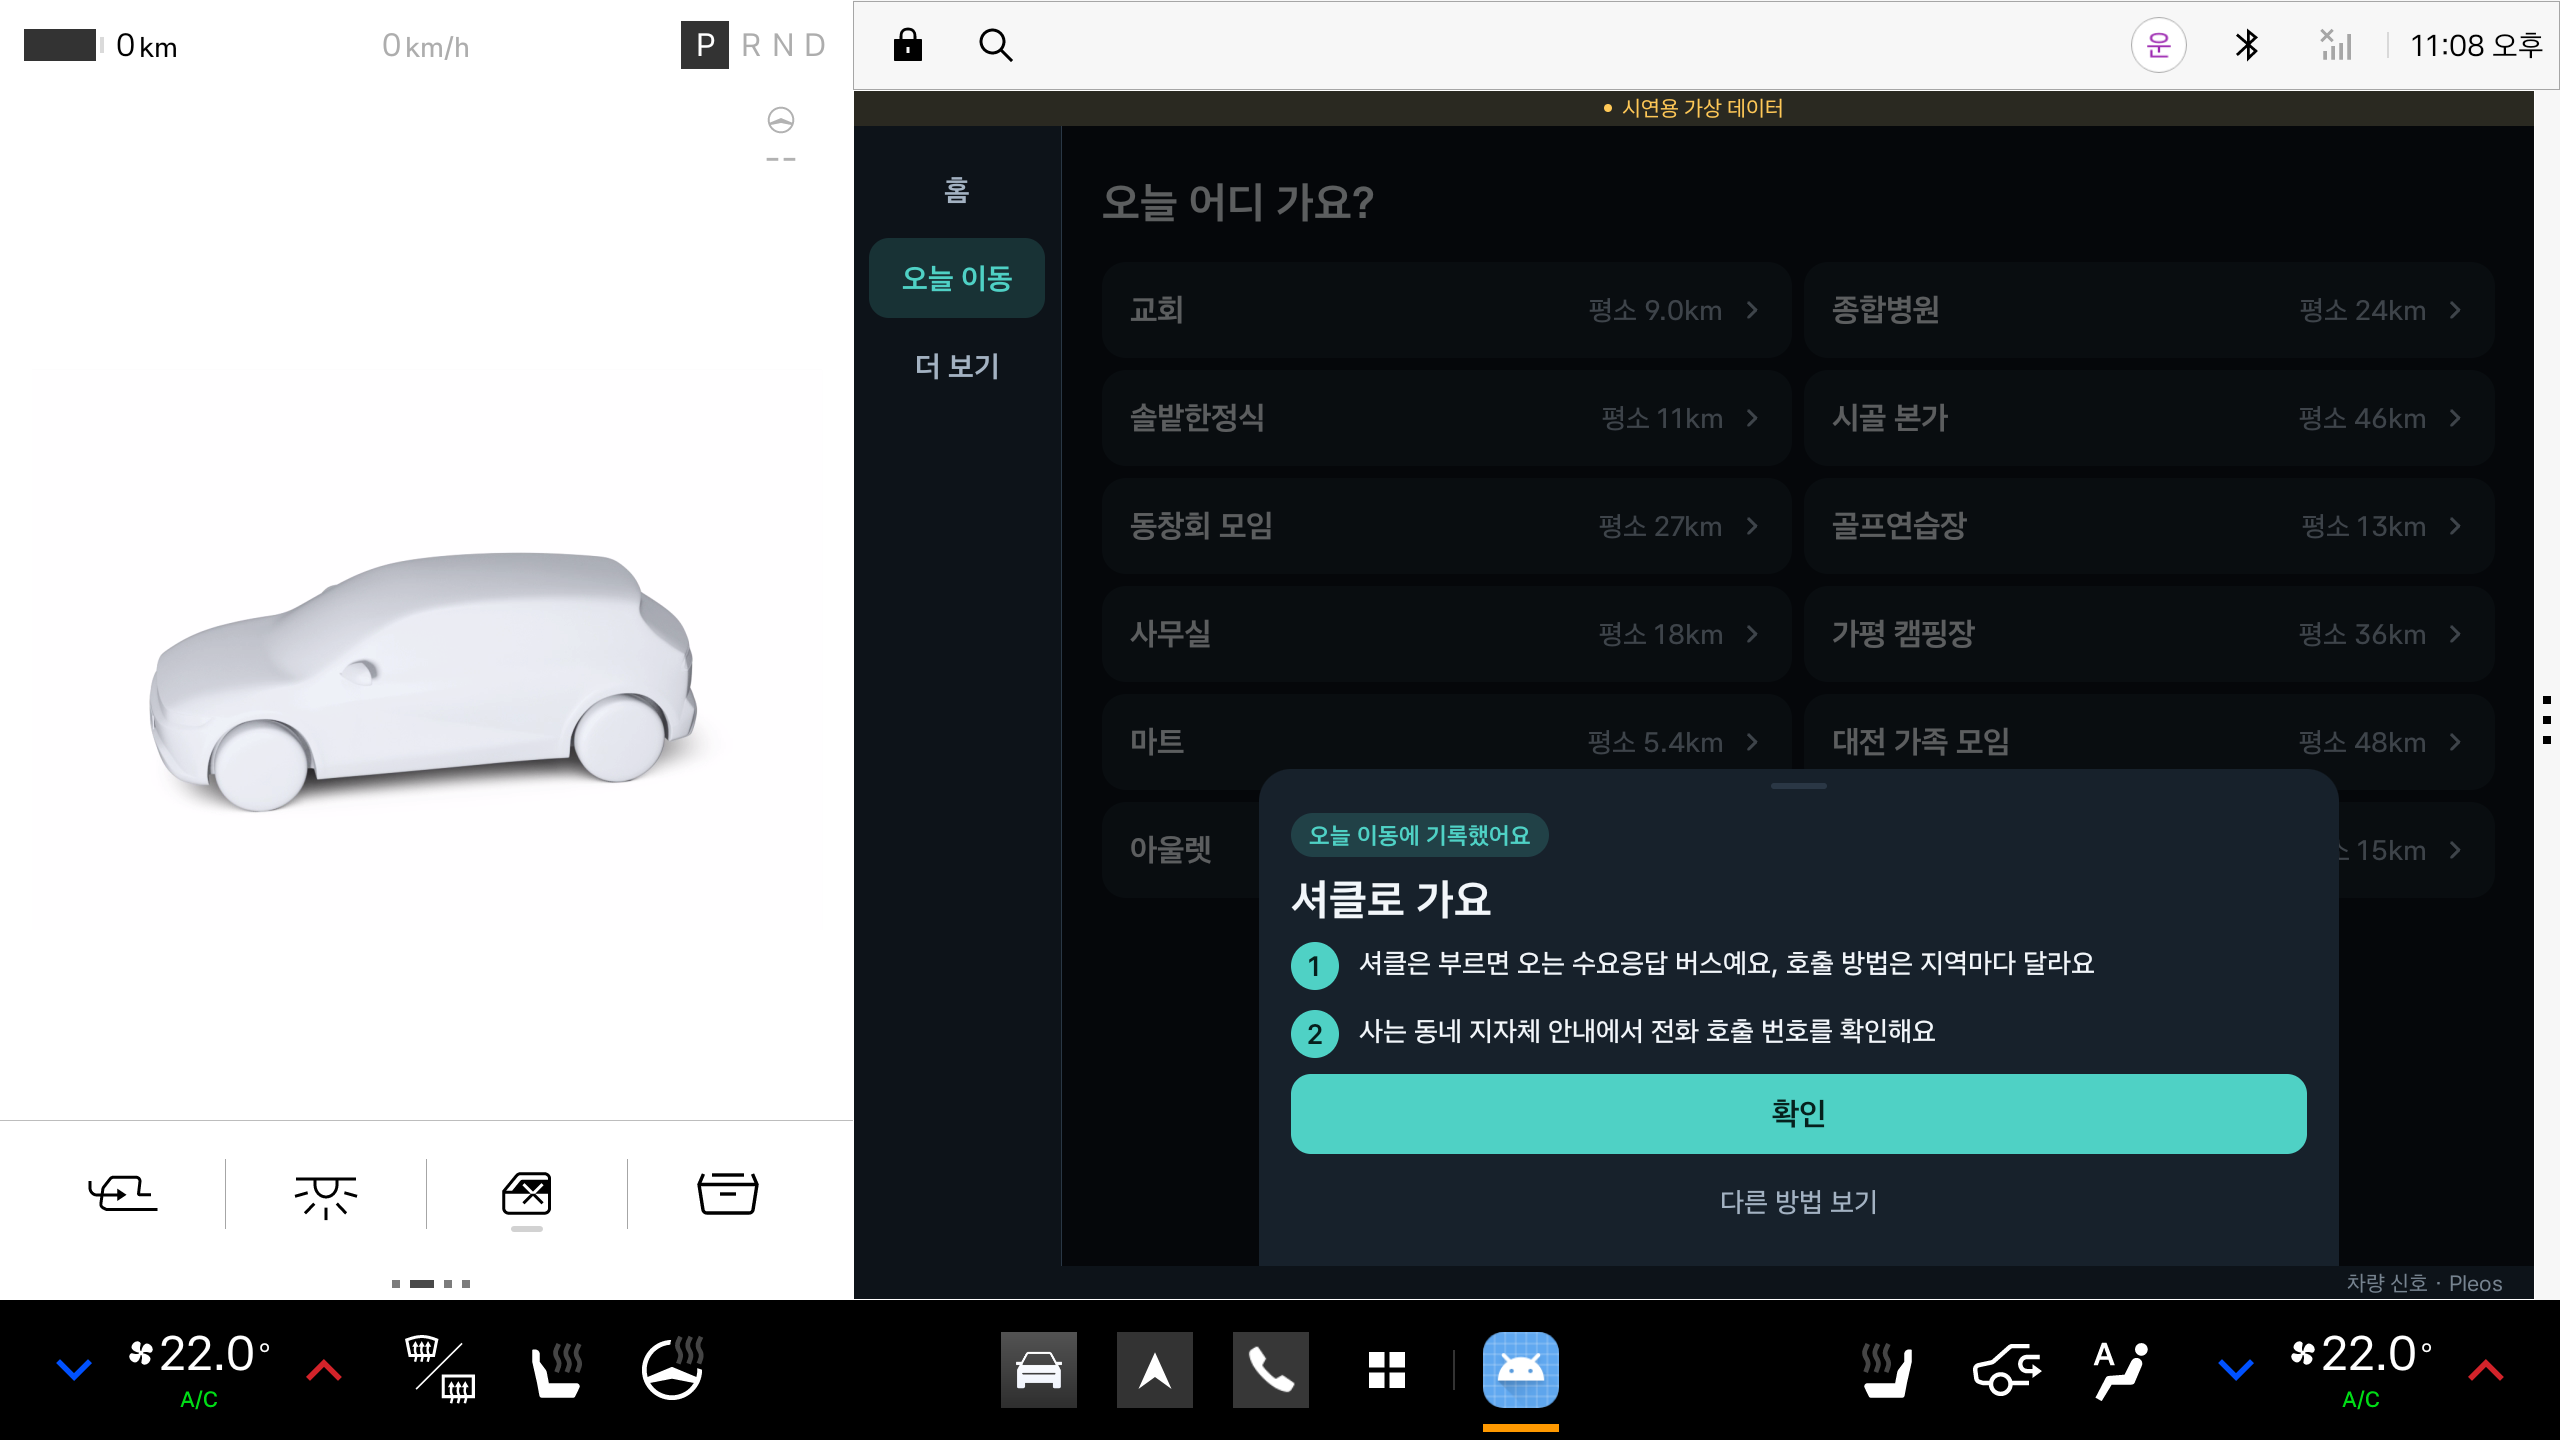 0 km
0 km/h
P R N D
운
11:08 오후
시연용 가상 데이터
홈
오늘 이동
더 보기
오늘 어디 가요?
교회 평소 9.0km
종합병원 평소 24km
솔밭한정식 평소 11km
시골 본가 평소 46km
동창회 모임 평소 27km
골프연습장 평소 13km
사무실 평소 18km
가평 캠핑장 평소 36km
마트 평소 5.4km
대전 가족 모임 평소 48km
아울렛
15km
오늘 이동에 기록했어요
셔클로 가요
1 셔클은 부르면 오는 수요응답 버스예요, 호출 방법은 지역마다 달라요
2 사는 동네 지자체 안내에서 전화 호출 번호를 확인해요
확인
다른 방법 보기
차량 신호 · Pleos
22.0°
A/C
A
22.0°
A/C